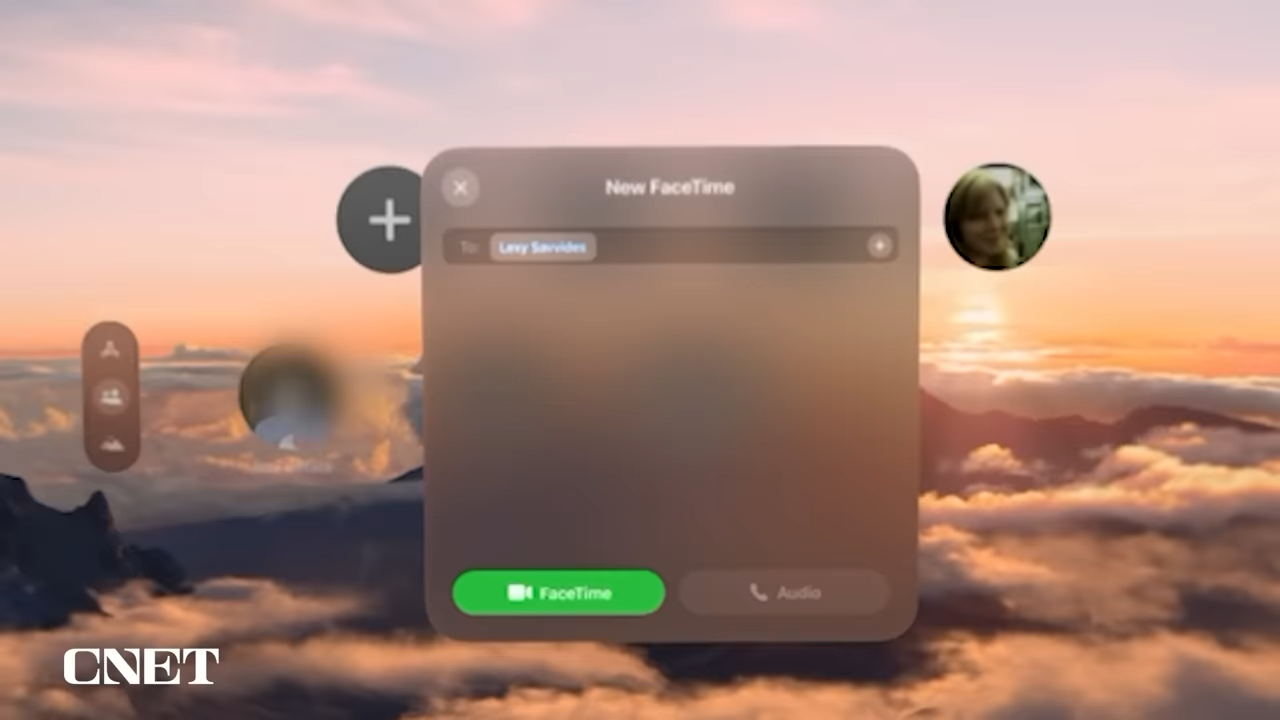 New FaceTime
To: Lexy Savvides
FaceTime
Audio
CNET